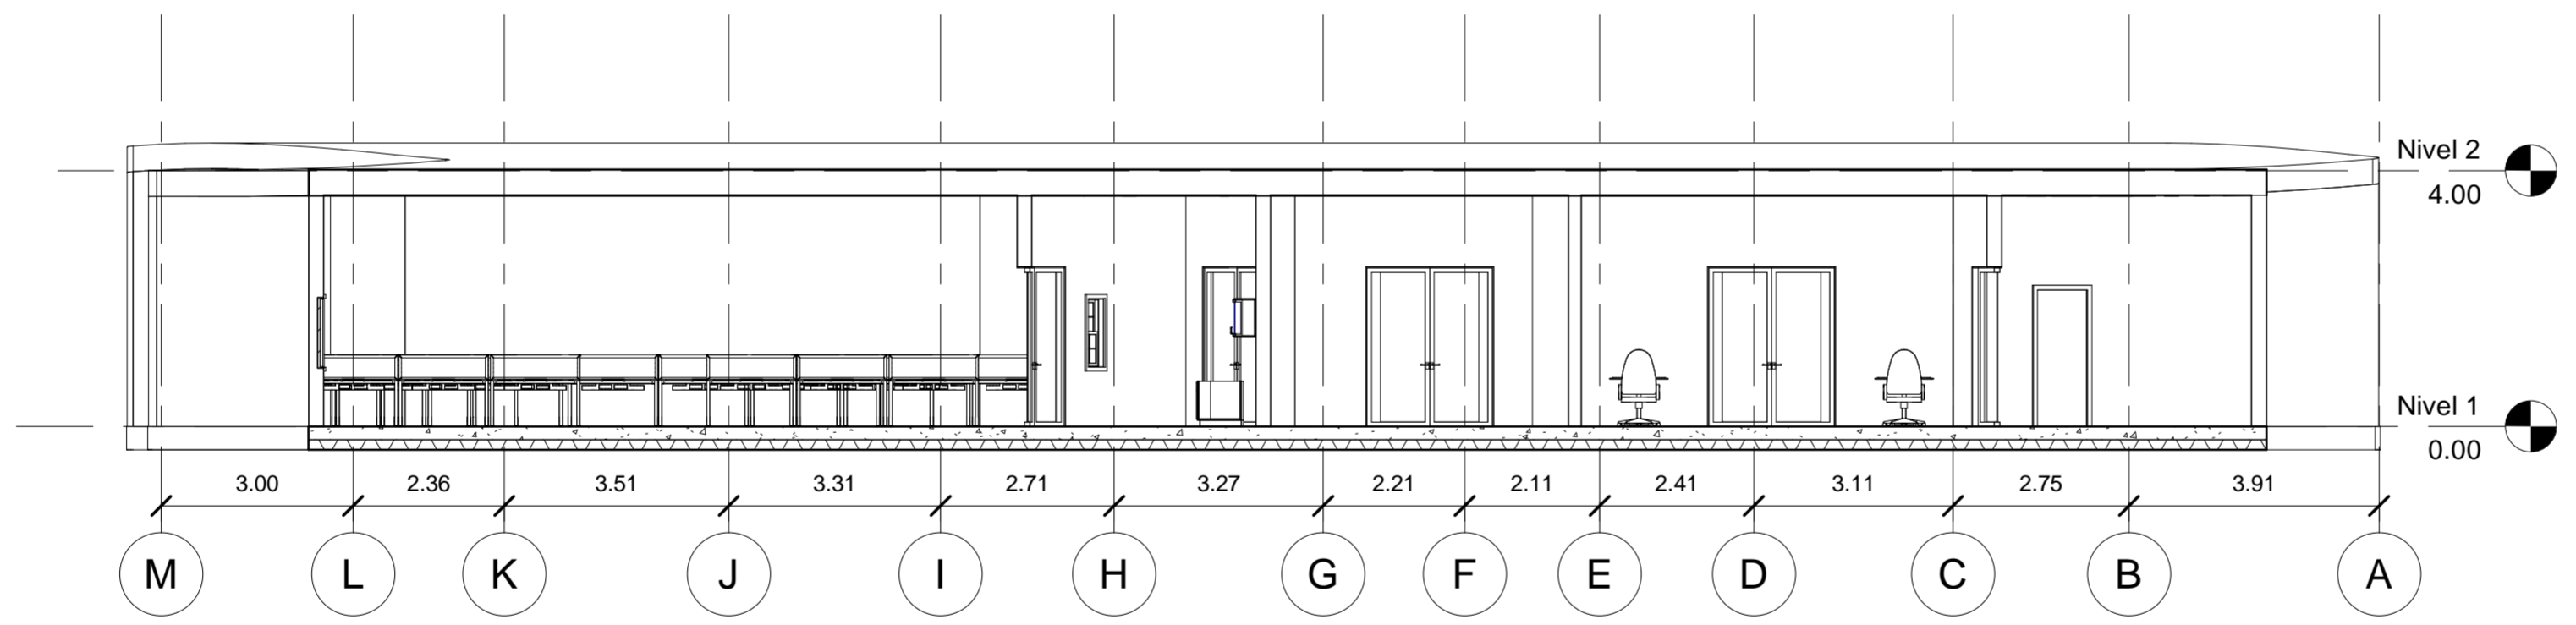 Nivel 2
4.00
Nivel 1
0.00
3.00 2.36 3.51 3.31 2.71 3.27 2.21 2.11 2.41 3.11 2.75 3.91
M L K J I H G F E D C B A